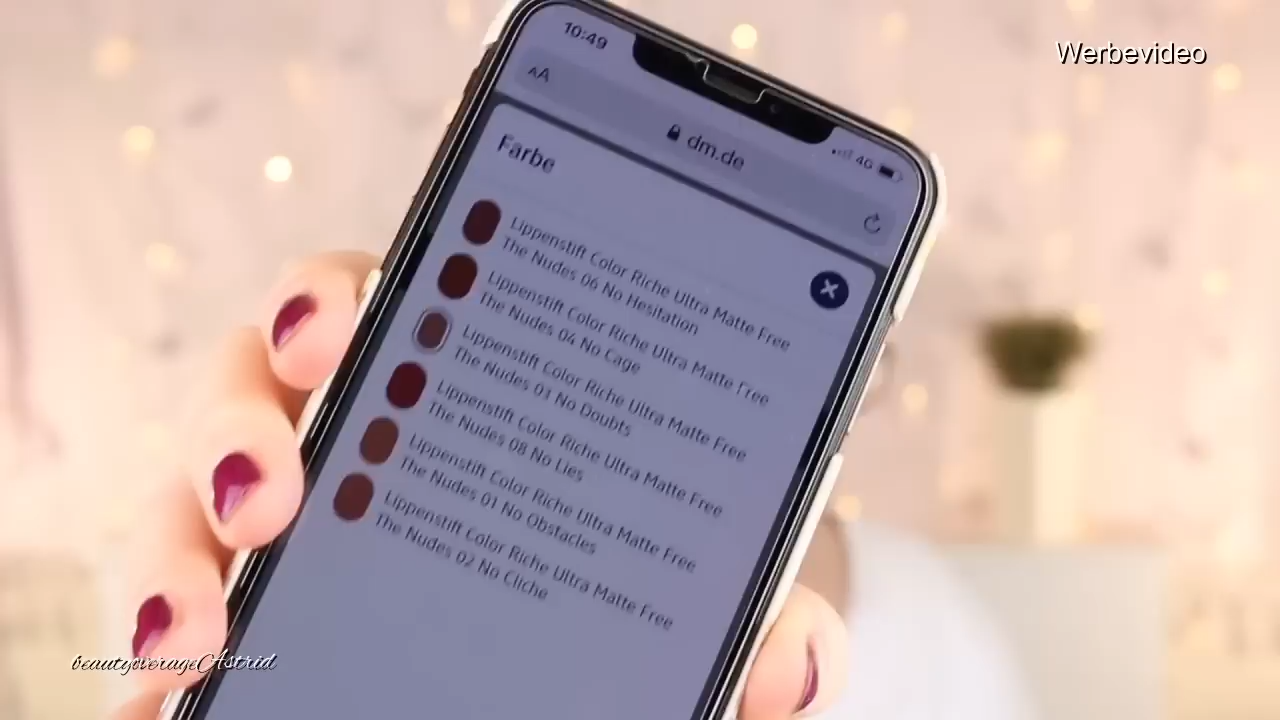 Werbevideo
10:49
4G
AA
dm.de
Farbe
Lippenstift Color Riche Ultra Matte Free
The Nudes 06 No Hesitation
Lippenstift Color Riche Ultra Matte Free
The Nudes 04 No Cage
Lippenstift Color Riche Ultra Matte Free
The Nudes 03 No Doubts
Lippenstift Color Riche Ultra Matte Free
The Nudes 08 No Lies
Lippenstift Color Riche Ultra Matte Free
The Nudes 01 No Obstacles
Lippenstift Color Riche Ultra Matte Free
The Nudes 02 No Cliche
beautyoverageAstrid